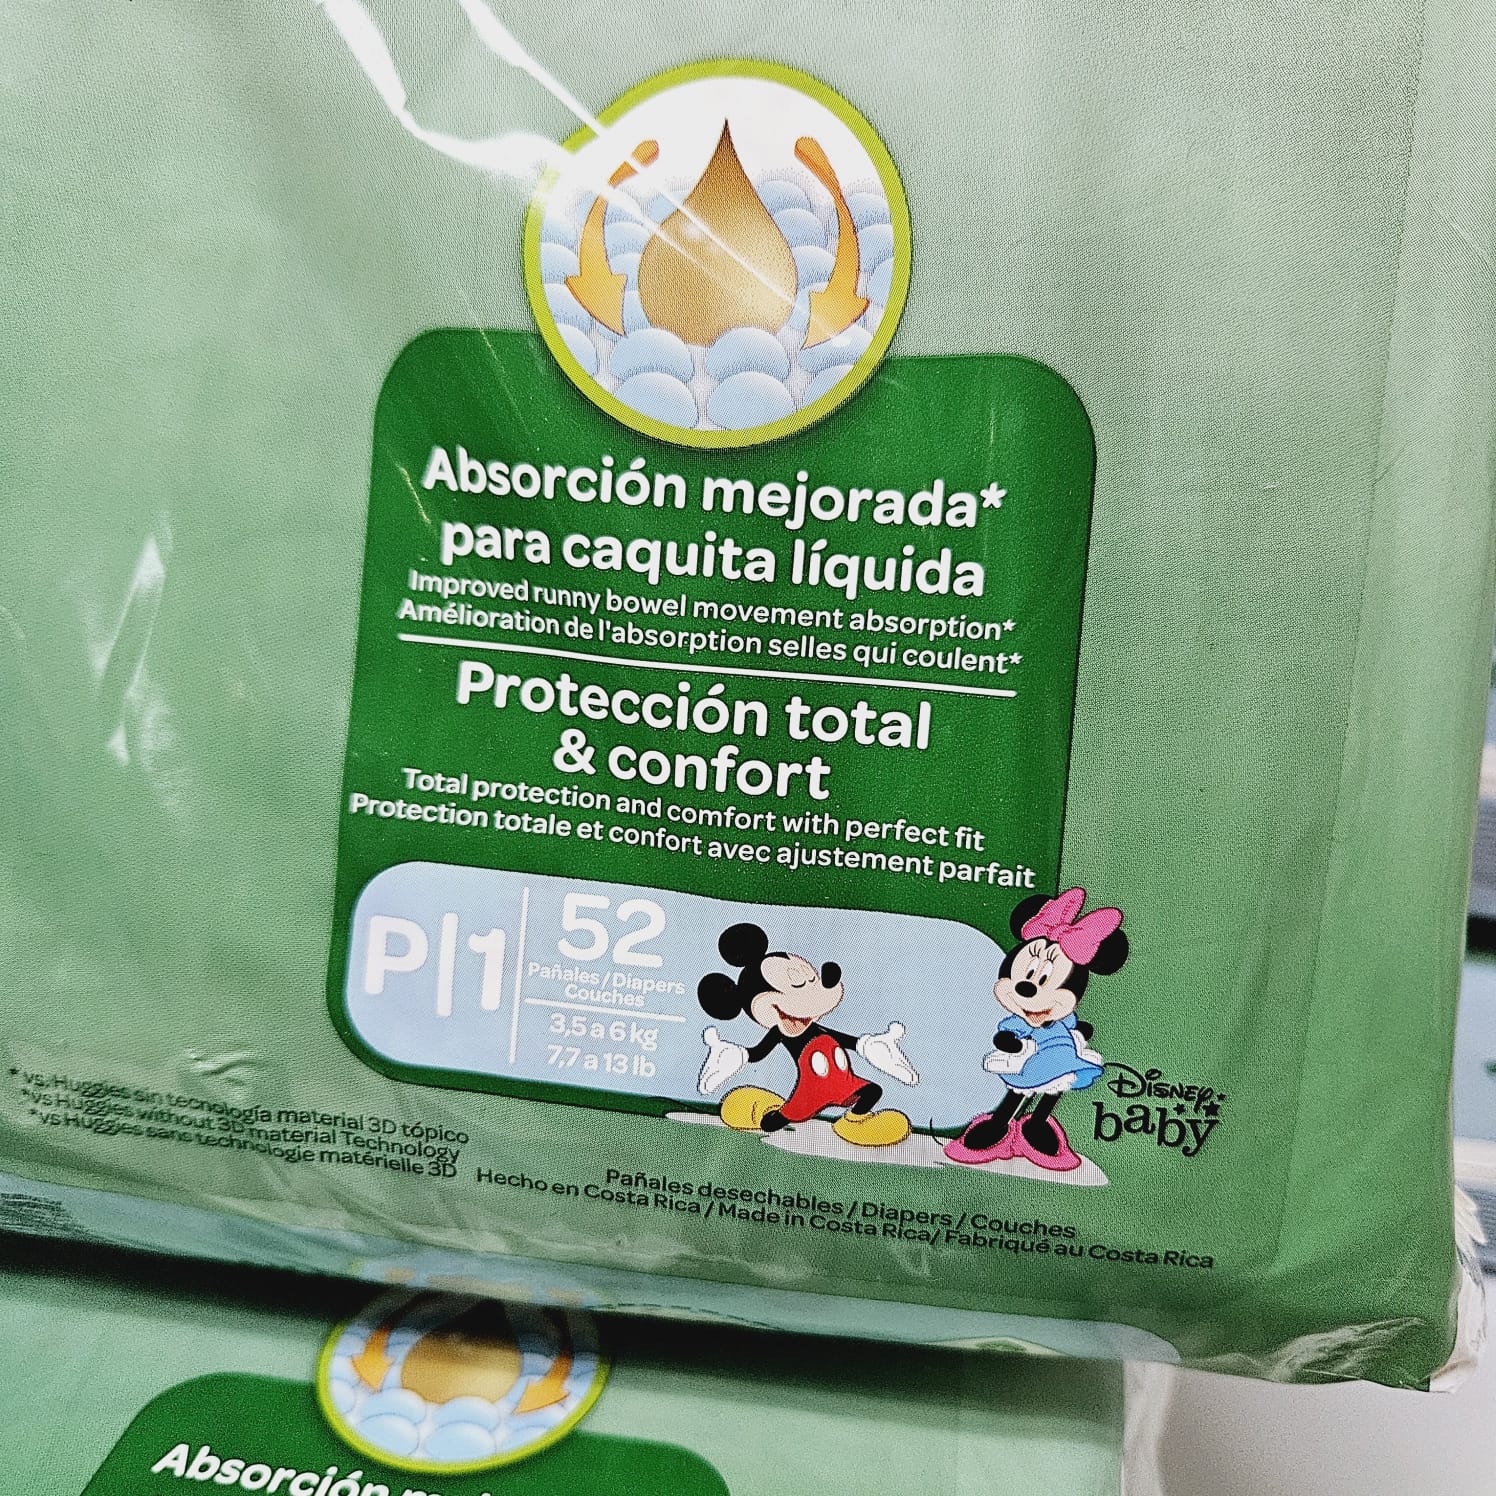 Absorción mejorada*
para caquita líquida
Improved runny bowel movement absorption*
Amélioration de l'absorption selles qui coulent*
Protección total
& confort
Total protection and comfort with perfect fit
Protection totale et confort avec ajustement parfait
P|1
52
Pañales/Diapers
Couches
3,5 a 6 kg
7,7 a 13 lb
Disney
baby
*vs. Huggies sin tecnología material 3D tópico
*vs Huggies without 3D material Technology
*vs Huggies sans technologie matérielle 3D
Pañales desechables / Diapers / Couches
Hecho en Costa Rica / Made in Costa Rica/ Fabriqué au Costa Rica
Absorción